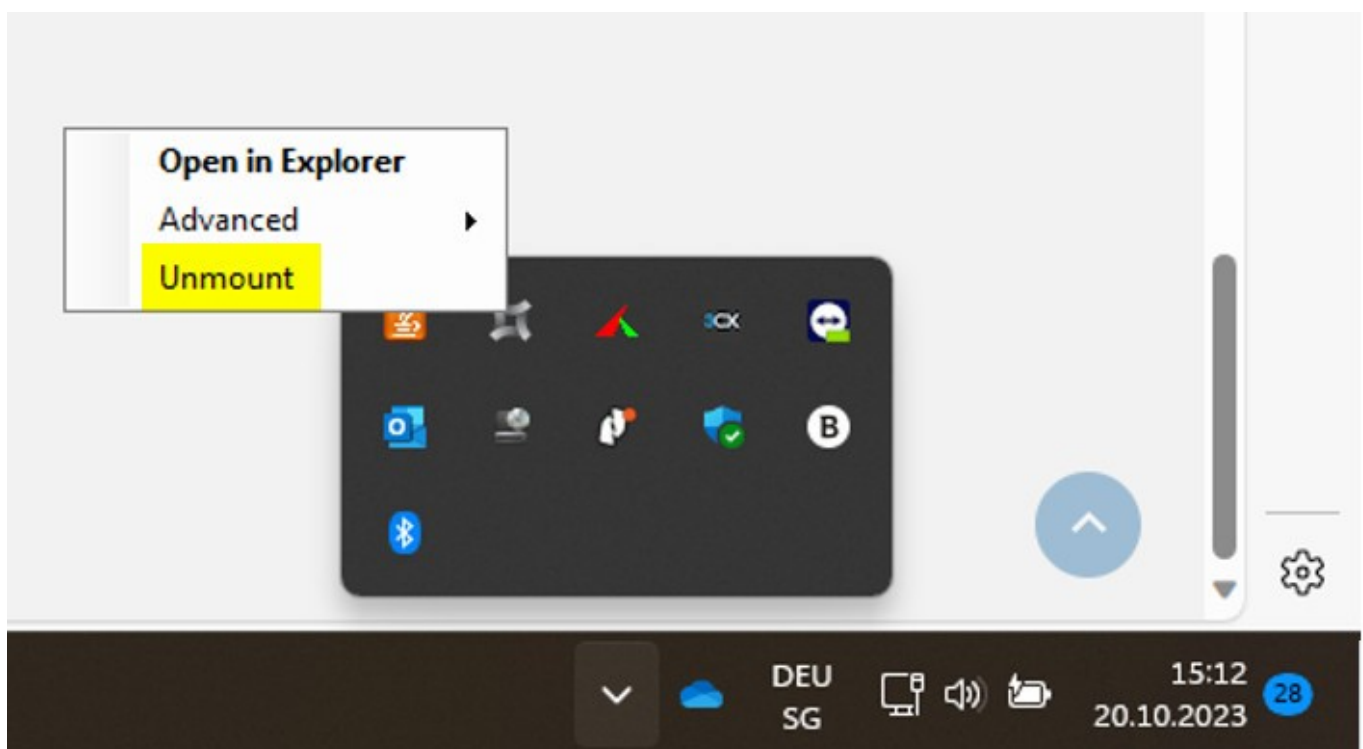 Open in Explorer
Advanced
Unmount
3CX
B
DEU
SG
15:12
20.10.2023
28